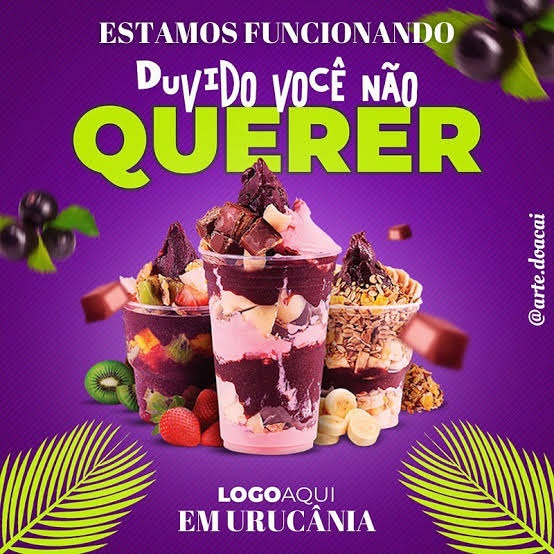 ESTAMOS FUNCIONANDO
DUVIDO VOCÊ NÃO
QUERER
@arte.doacai
LOGOAQUI
EM URUCÂNIA